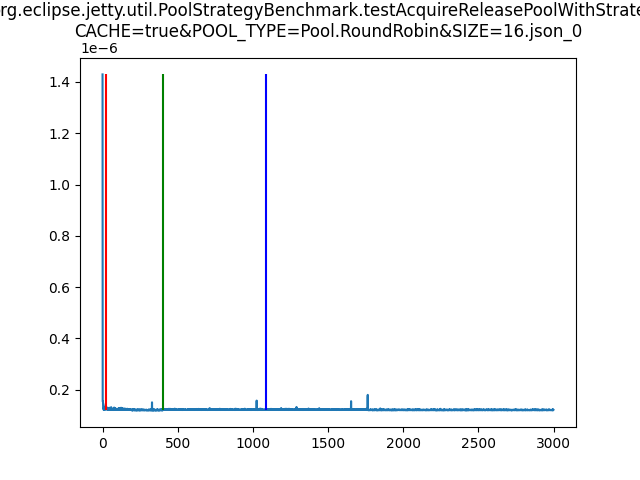 rg.eclipse.jetty.util.PoolStrategyBenchmark.testAcquireReleasePoolWithStrate
CACHE=true&POOL_TYPE=Pool.RoundRobin&SIZE=16.json_0
1e−6
1.4
1.2
1.0
0.8
0.6
0.4
0.2
0 500 1000 1500 2000 2500 3000